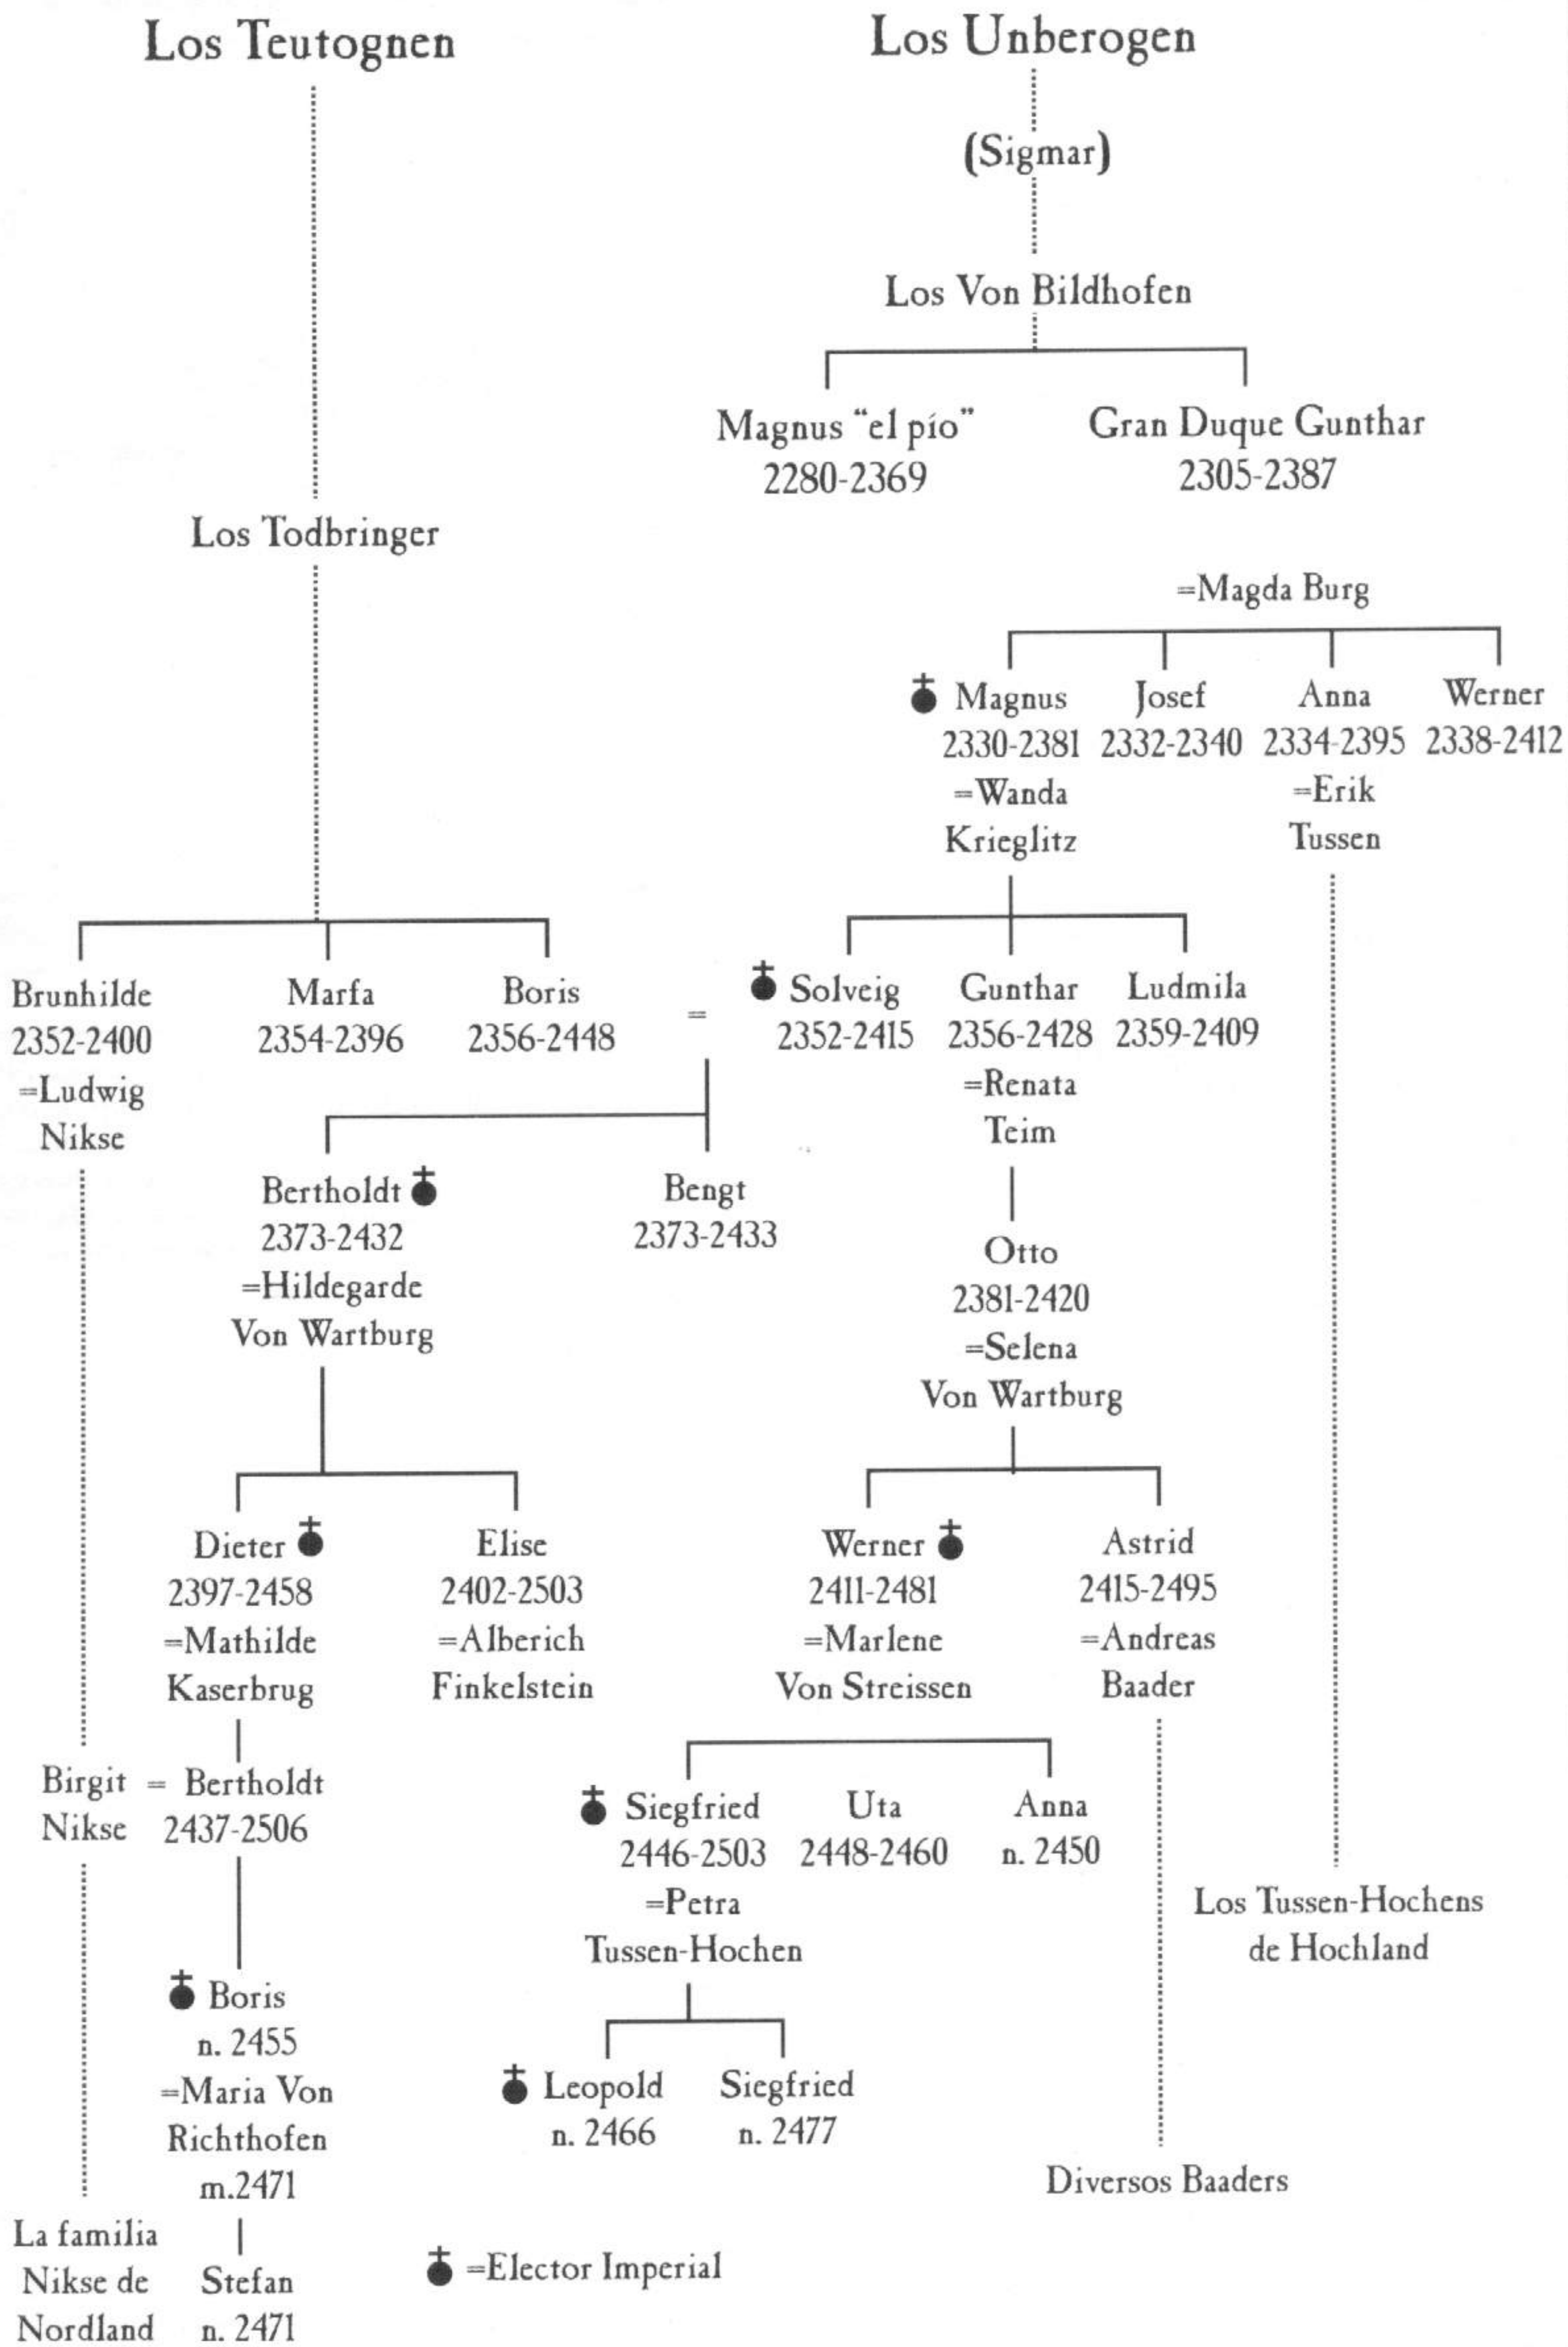 Los Teutognen
Los Unberogen
(Sigmar)
Los Von Bildhofen
Magnus “el pío”
2280-2369
Gran Duque Gunthar
2305-2387
Los Todbringer
=Magda Burg
Magnus
2330-2381
=Wanda
Krieglitz
Josef
2332-2340
Anna
2334-2395
=Erik
Tussen
Werner
2338-2412
Brunhilde
2352-2400
=Ludwig
Nikse
Marfa
2354-2396
Boris
2356-2448
=
Solveig
2352-2415
Gunthar
2356-2428
=Renata
Teim
Ludmila
2359-2409
Bertholdt
2373-2432
=Hildegarde
Von Wartburg
Bengt
2373-2433
Otto
2381-2420
=Selena
Von Wartburg
Dieter
2397-2458
=Mathilde
Kaserbrug
Elise
2402-2503
=Alberich
Finkelstein
Werner
2411-2481
=Marlene
Von Streissen
Astrid
2415-2495
=Andreas
Baader
Birgit = Bertholdt
Nikse 2437-2506
Siegfried
2446-2503
=Petra
Tussen-Hochen
Uta
2448-2460
Anna
n. 2450
Los Tussen-Hochens
de Hochland
Boris
n. 2455
=Maria Von
Richthofen
m.2471
Leopold
n. 2466
Siegfried
n. 2477
Diversos Baaders
La familia
Nikse de
Nordland
Stefan
n. 2471
=Elector Imperial